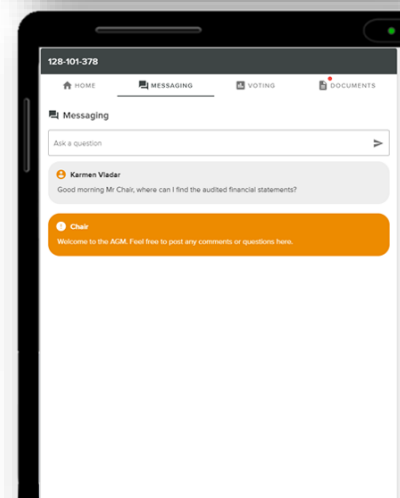 128-101-378
HOME
MESSAGING
VOTING
DOCUMENTS
Messaging
Ask a question
Karmen Vladar
Good morning Mr Chair, where can I find the audited financial statements?
Chair
Welcome to the AGM. Feel free to post any comments or questions here.